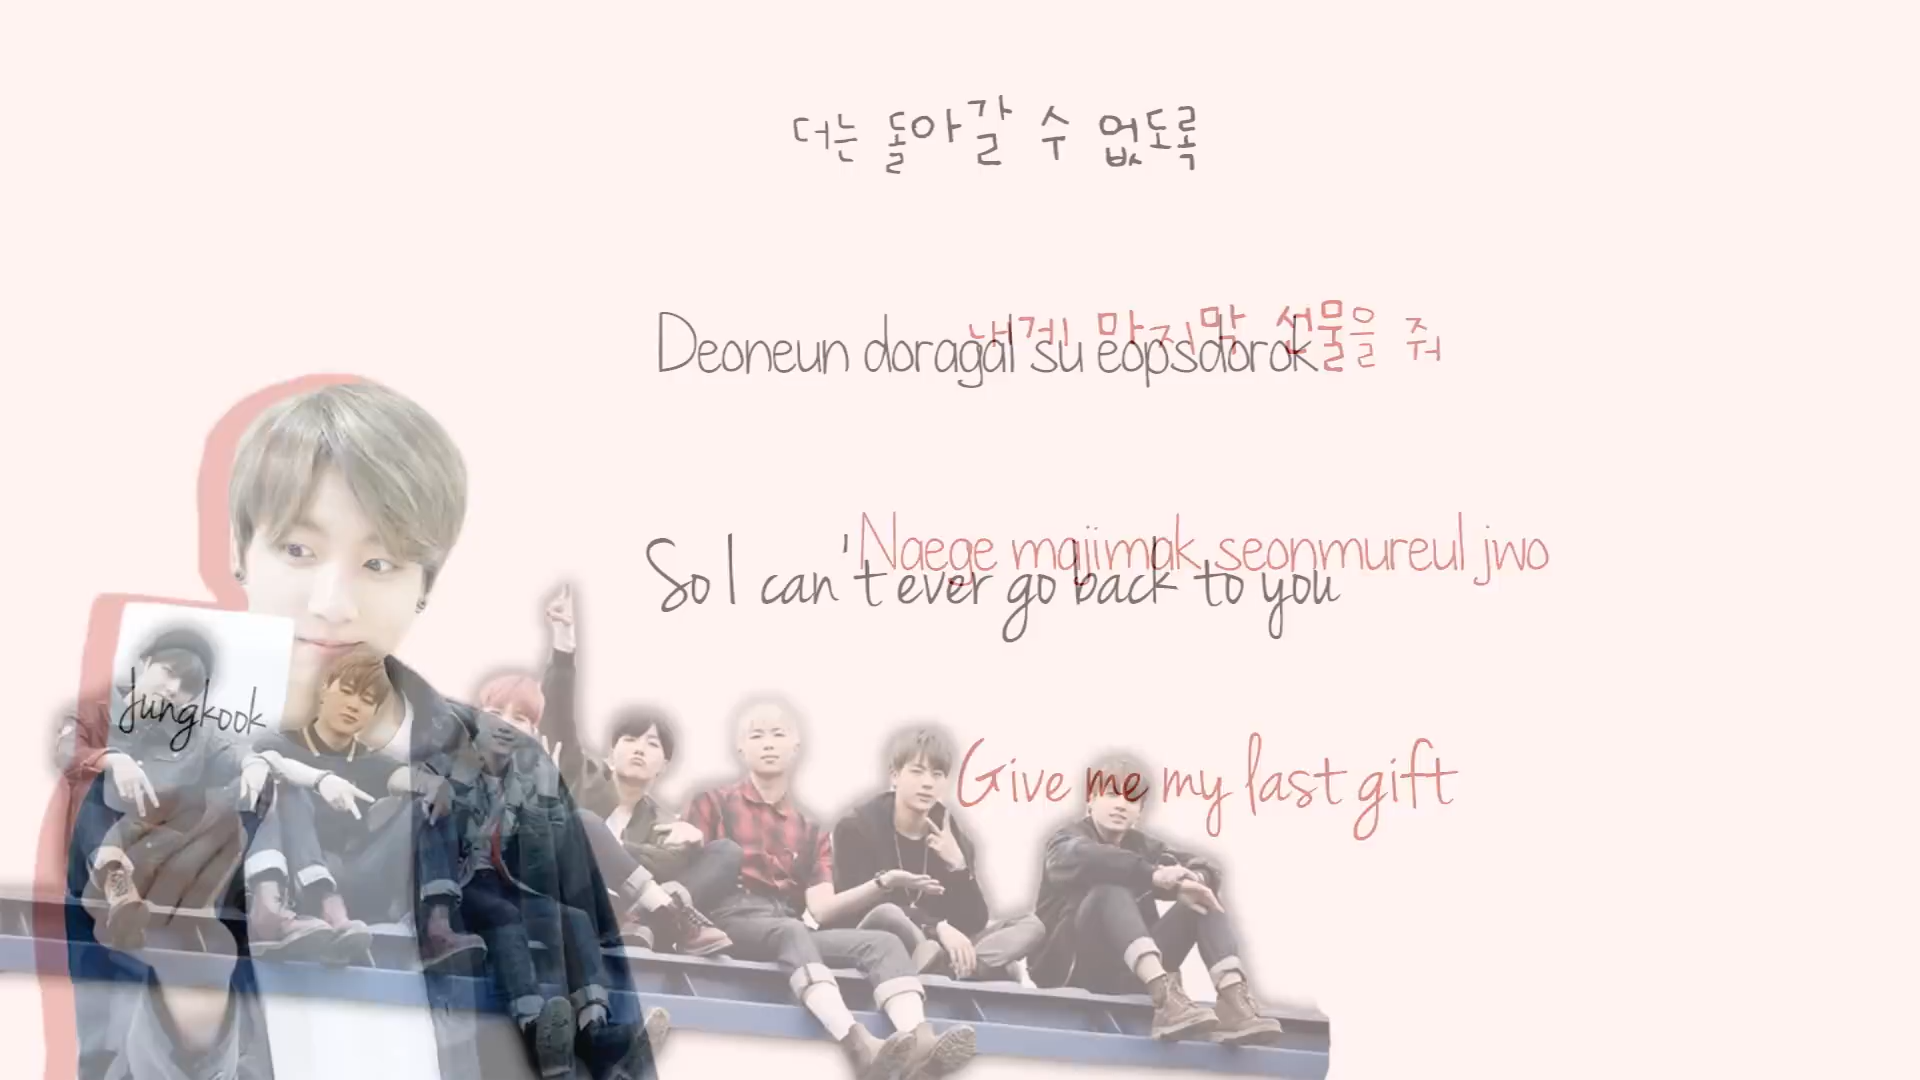 더는 돌아갈 수 없도록
내게 마지막 선물을 줘
Deoneun doragal su eopsdorok
Naege majimak seonmureul jwo
So I can't ever go back to you
Jungkook
Give me my last gift